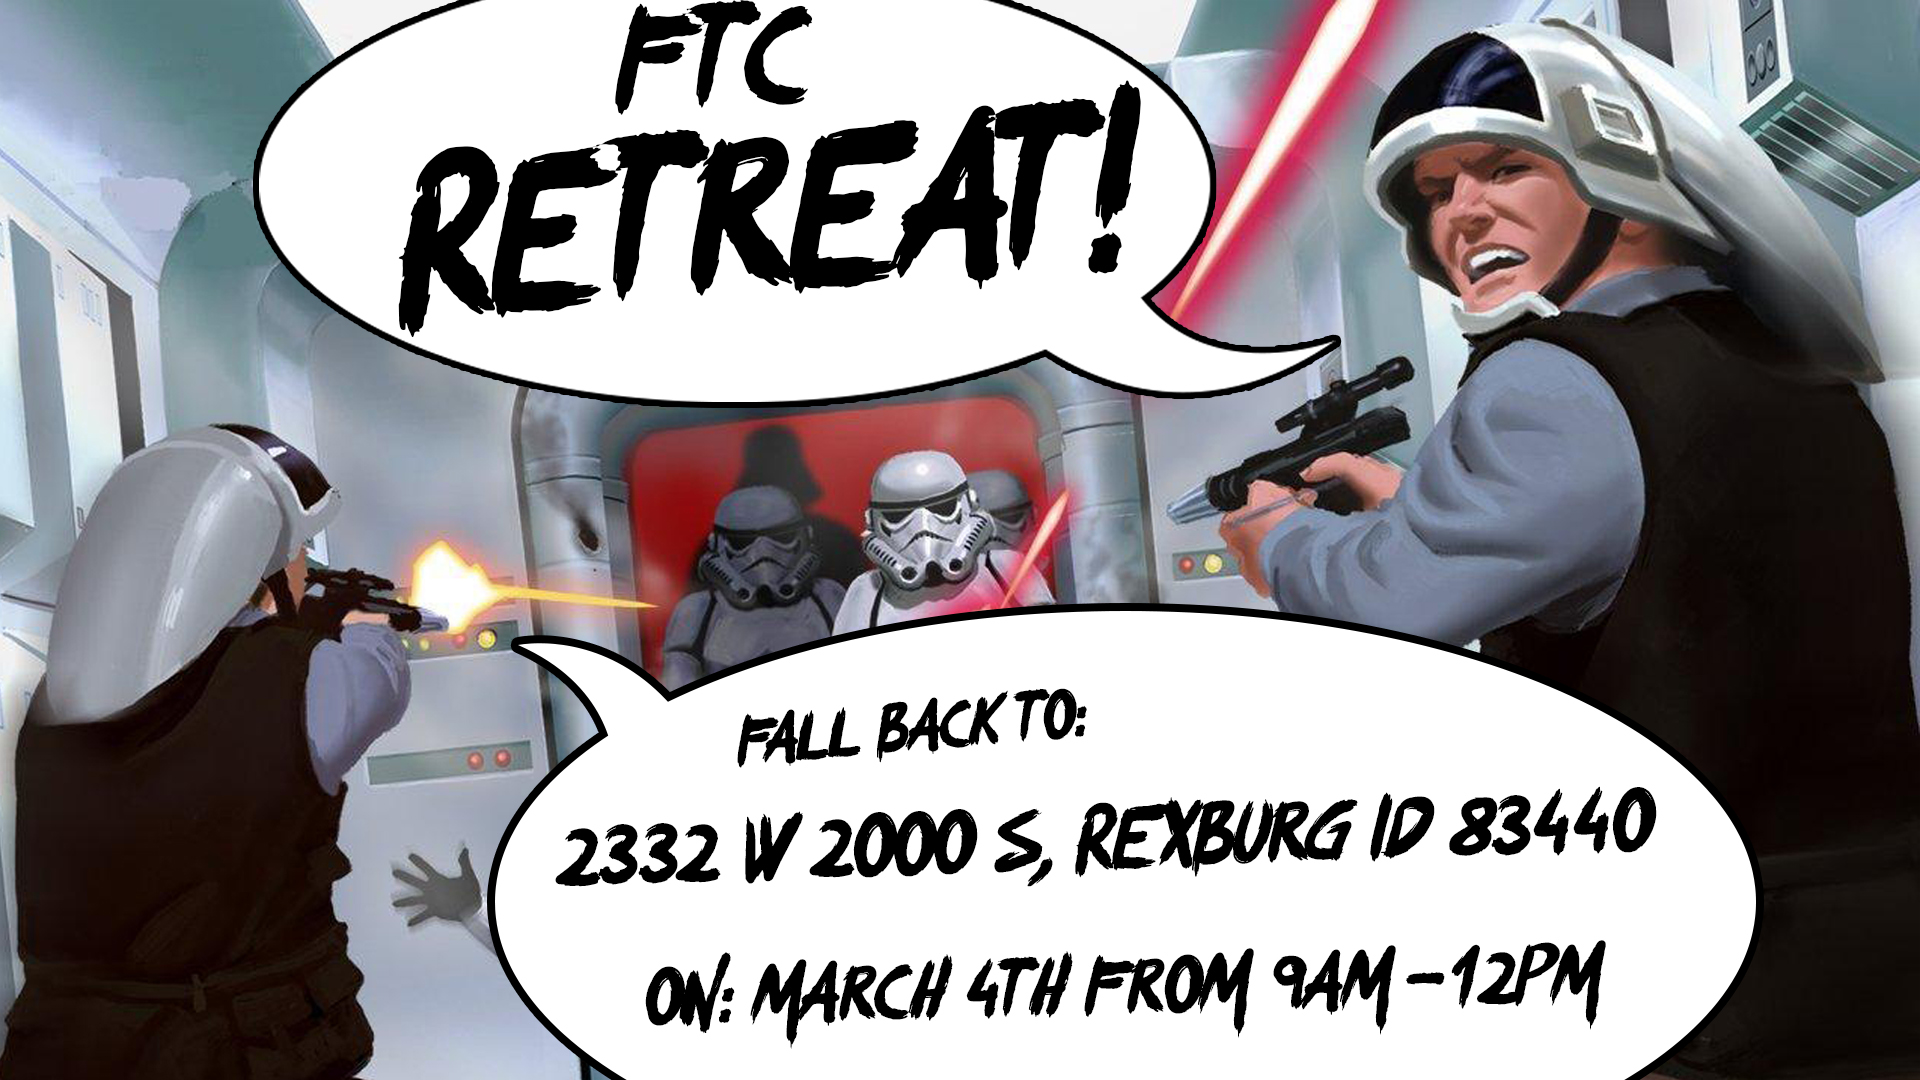 FTC
RETREAT!
FALL BACK TO:
2332 W 2000 S, REXBURG ID 83440
ON: MARCH 4TH FROM 9AM - 12PM